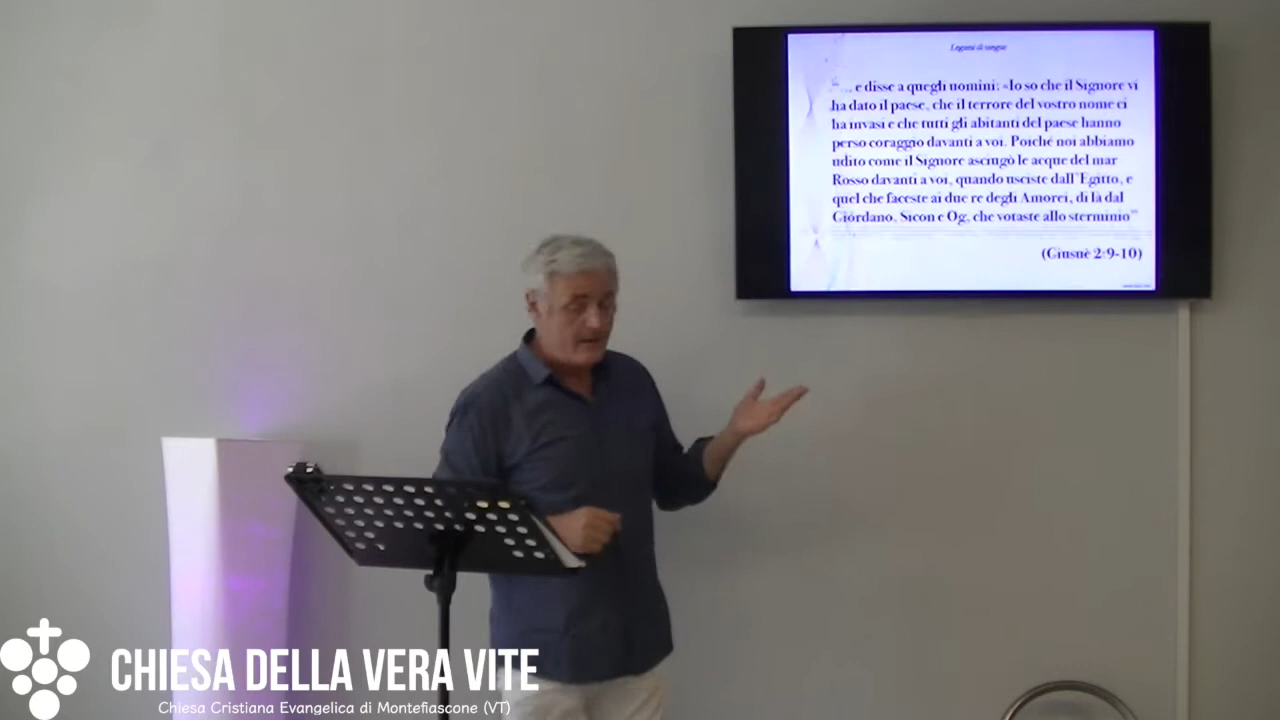 Legami di sangue
“... e disse a quegli uomini: «Io so che il Signore vi
ha dato il paese, che il terrore del vostro nome ci
ha invasi e che tutti gli abitanti del paese hanno
perso coraggio davanti a voi. Poiché noi abbiamo
udito come il Signore asciugò le acque del mar
Rosso davanti a voi, quando usciste dall'Egitto, e
quel che faceste ai due re degli Amorei, di là dal
Giordano, Sicon e Og, che votaste allo sterminio”
(Giosuè 2:9-10)
CHIESA DELLA VERA VITE
Chiesa Cristiana Evangelica di Montefiascone (VT)